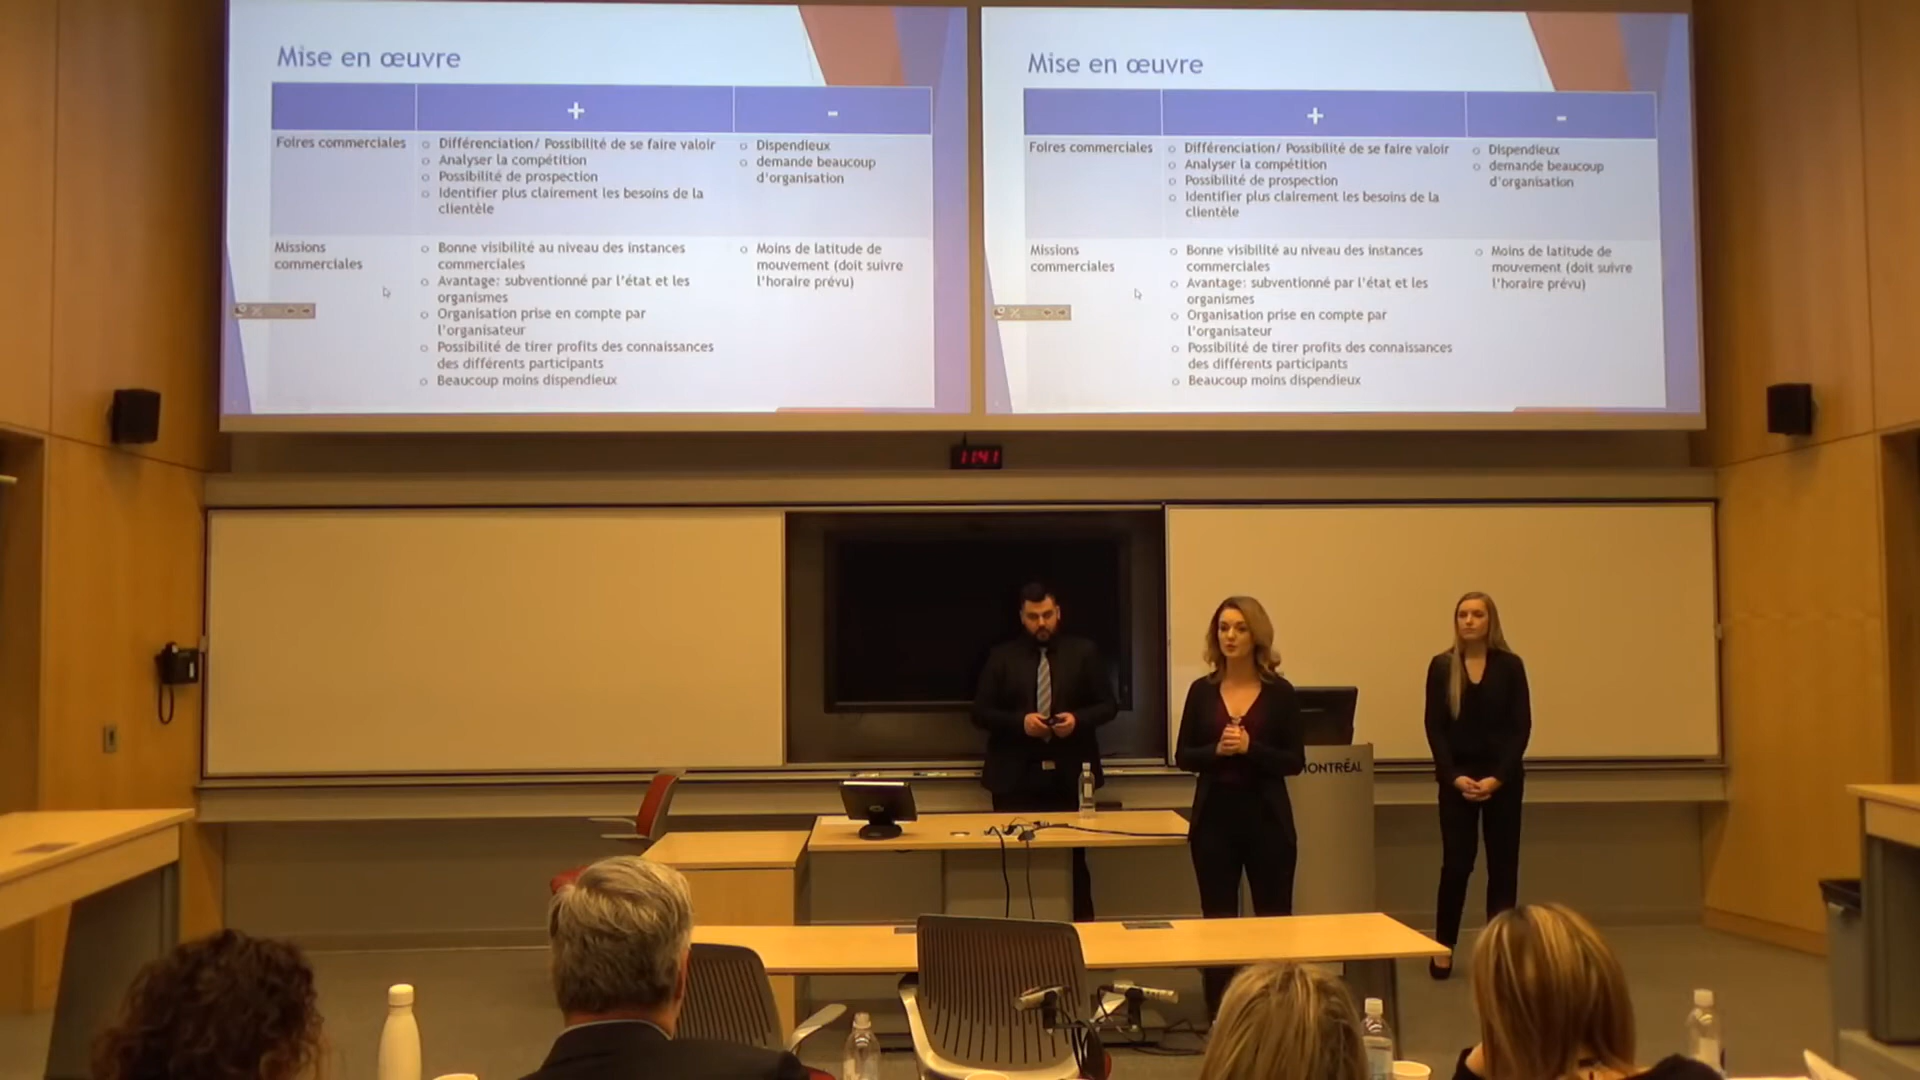 Mise en œuvre
+
-
Foires commerciales
o Différenciation/ Possibilité de se faire valoir
o Analyser la compétition
o Possibilité de prospection
o Identifier plus clairement les besoins de la
clientèle
o Dispendieux
o demande beaucoup
d'organisation
Missions
commerciales
o Bonne visibilité au niveau des instances
commerciales
o Avantage: subventionné par l'état et les
organismes
o Organisation prise en compte par
l'organisateur
o Possibilité de tirer profits des connaissances
des différents participants
o Beaucoup moins dispendieux
o Moins de latitude de
mouvement (doit suivre
l'horaire prévu)
Mise en œuvre
+
-
Foires commerciales
o Différenciation/ Possibilité de se faire valoir
o Analyser la compétition
o Possibilité de prospection
o Identifier plus clairement les besoins de la
clientèle
o Dispendieux
o demande beaucoup
d'organisation
Missions
commerciales
o Bonne visibilité au niveau des instances
commerciales
o Avantage: subventionné par l'état et les
organismes
o Organisation prise en compte par
l'organisateur
o Possibilité de tirer profits des connaissances
des différents participants
o Beaucoup moins dispendieux
o Moins de latitude de
mouvement (doit suivre
l'horaire prévu)
11:41
ONTRÉAL